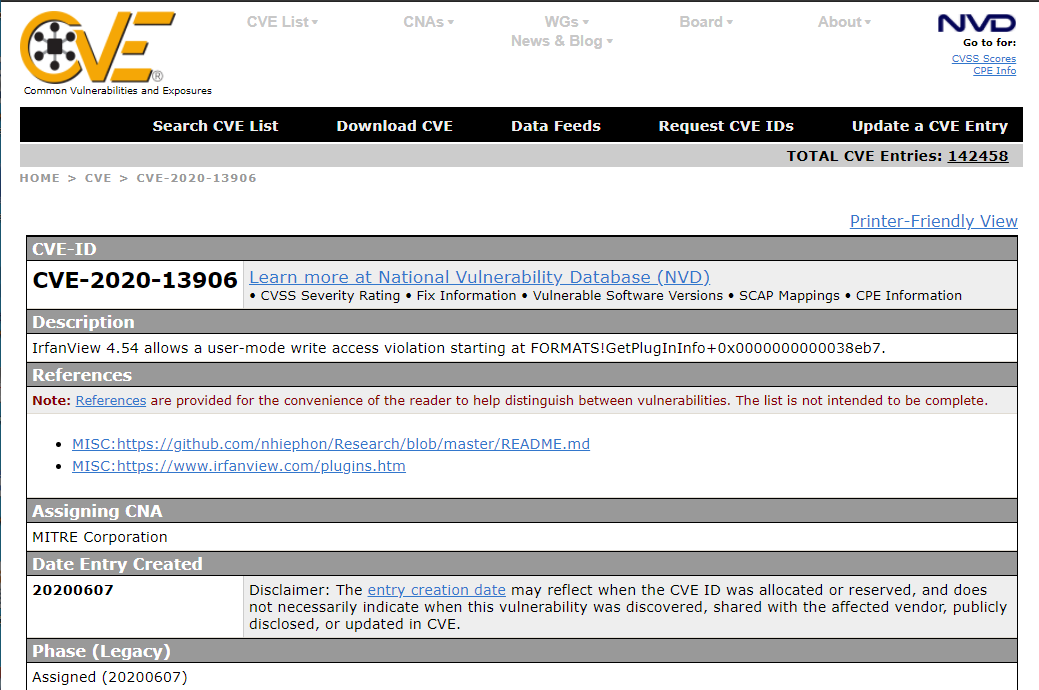 CVE®
Common Vulnerabilities and Exposures
CVE List
CNAs
WGs
Board
About
News & Blog
NVD
Go to for:
CVSS Scores
CPE Info
Search CVE List Download CVE Data Feeds Request CVE IDs Update a CVE Entry
TOTAL CVE Entries: 142458
HOME > CVE > CVE-2020-13906
Printer-Friendly View
CVE-ID
CVE-2020-13906
Learn more at National Vulnerability Database (NVD)
• CVSS Severity Rating • Fix Information • Vulnerable Software Versions • SCAP Mappings • CPE Information
Description
IrfanView 4.54 allows a user-mode write access violation starting at FORMATS!GetPlugInInfo+0x0000000000038eb7.
References
Note: References are provided for the convenience of the reader to help distinguish between vulnerabilities. The list is not intended to be complete.
• MISC:https://github.com/nhiephon/Research/blob/master/README.md
• MISC:https://www.irfanview.com/plugins.htm
Assigning CNA
MITRE Corporation
Date Entry Created
20200607
Disclaimer: The entry creation date may reflect when the CVE ID was allocated or reserved, and does
not necessarily indicate when this vulnerability was discovered, shared with the affected vendor, publicly
disclosed, or updated in CVE.
Phase (Legacy)
Assigned (20200607)